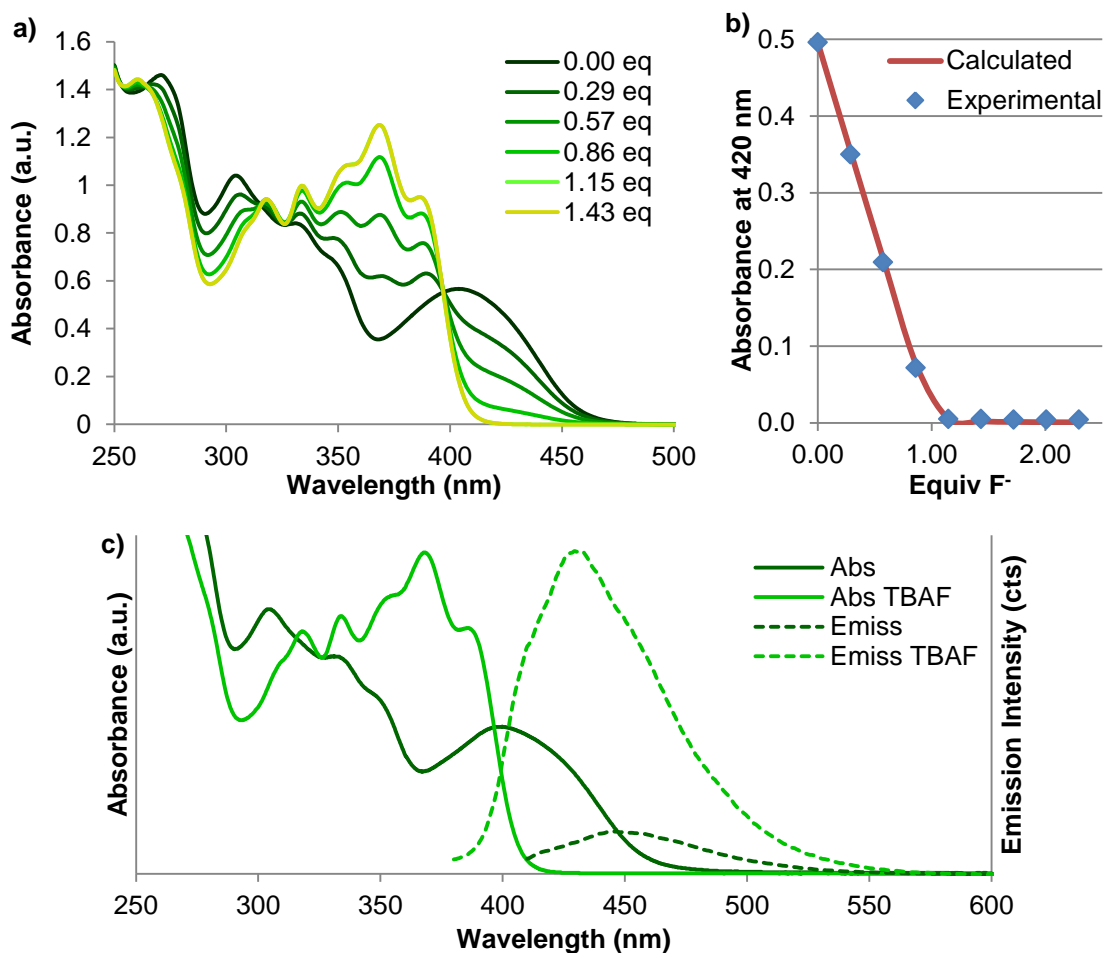 a)
Absorbance (a.u.)
1.6
1.4
1.2
1
0.8
0.6
0.4
0.2
0
250
300
350
400
450
500
Wavelength (nm)
0.00 eq
0.29 eq
0.57 eq
0.86 eq
1.15 eq
1.43 eq
b)
Absorbance at 420 nm
0.5
0.4
0.3
0.2
0.1
0.0
0.00
1.00
2.00
Equiv F-
Calculated
Experimental
c)
Absorbance (a.u.)
Emission Intensity (cts)
Abs
Abs TBAF
Emiss
Emiss TBAF
250
300
350
400
450
500
550
600
Wavelength (nm)